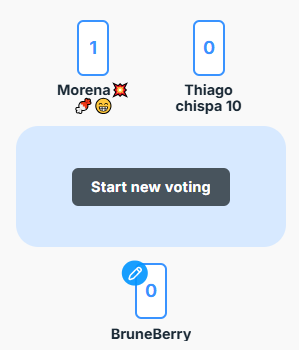 1
0
Morena💥
📌😁
Thiago
chispa 10
Start new voting
0
BruneBerry